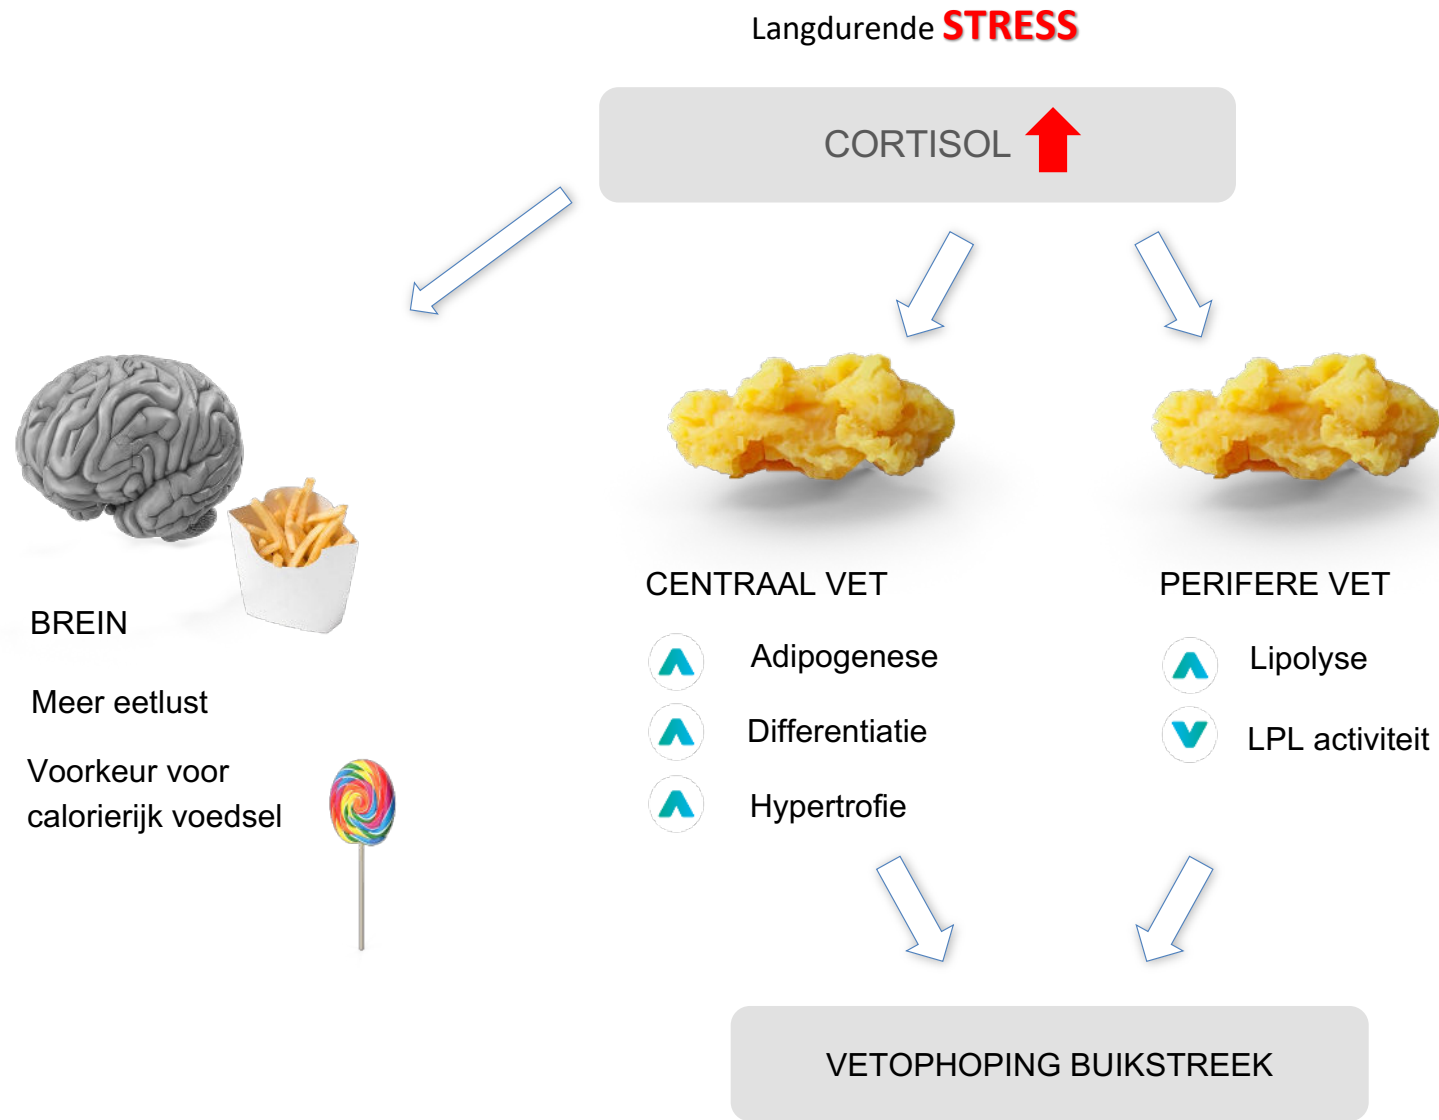 Langdurende STRESS
CORTISOL
BREIN
Meer eetlust
Voorkeur voor
calorierijk voedsel
CENTRAAL VET
Adipogenese
Differentiatie
Hypertrofie
PERIFERE VET
Lipolyse
LPL activiteit
VETOPHOPING BUIKSTREEK